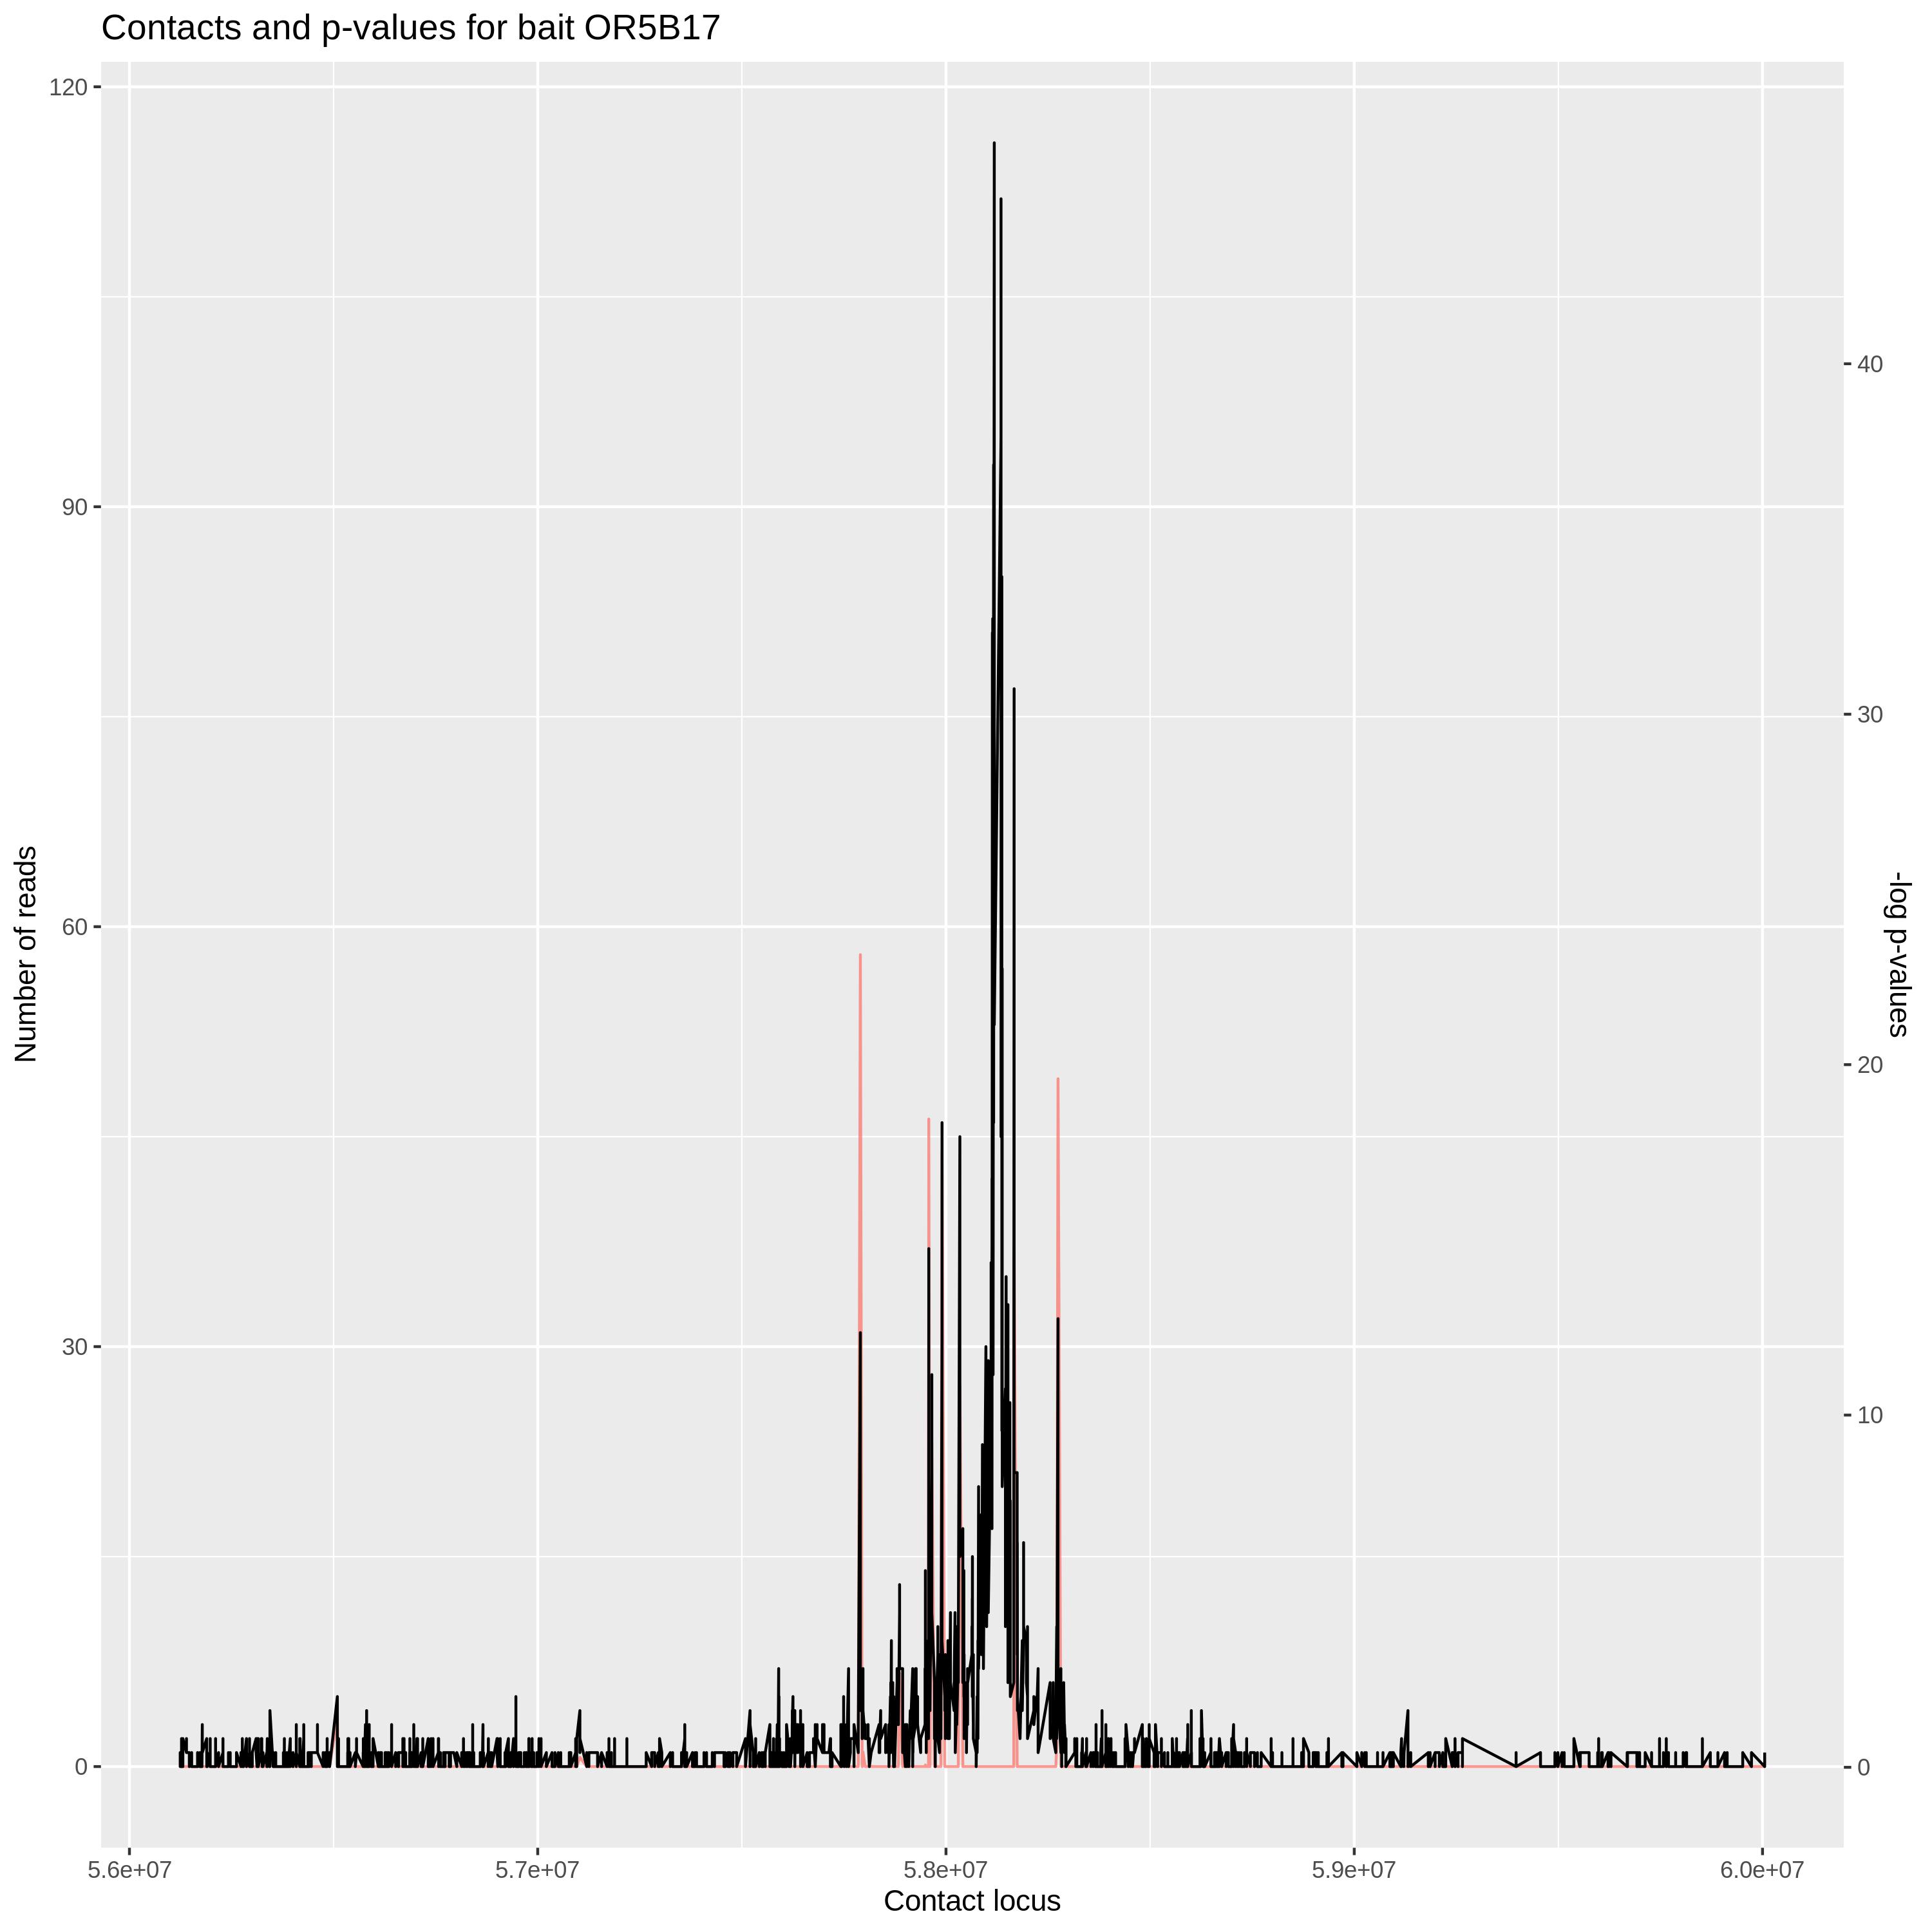 Contacts and p-values for bait OR5B17
120
90
60
30
0
Number of reads
40
30
20
10
0
-log p-values
5.6e+07
5.7e+07
5.8e+07
5.9e+07
6.0e+07
Contact locus